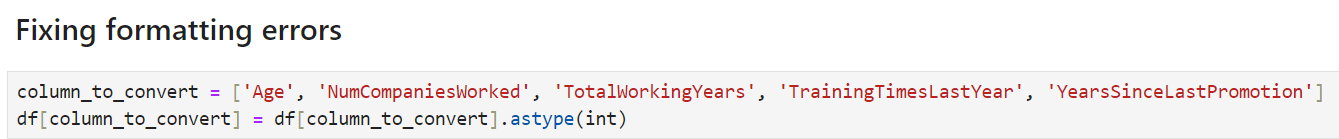 Fixing formatting errors
column_to_convert = ['Age', 'NumCompaniesWorked', 'TotalWorkingYears', 'TrainingTimesLastYear', 'YearsSinceLastPromotion']
df[column_to_convert] = df[column_to_convert].astype(int)